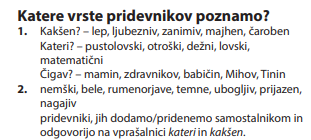 Katere vrste pridevnikov poznamo?
1. Kakšen? – lep, ljubezniv, zanimiv, majhen, čaroben
Kateri? – pustolovski, otroški, dežni, lovski,
matematični
Čigav? – mamin, zdravnikov, babičin, Mihov, Tinin
2. nemški, bele, rumenorjave, temne, ubogljiv, prijazen,
nagajiv
pridevniki, jih dodamo/pridenemo samostalnikom in
odgovorijo na vprašalnici kateri in kakšen.